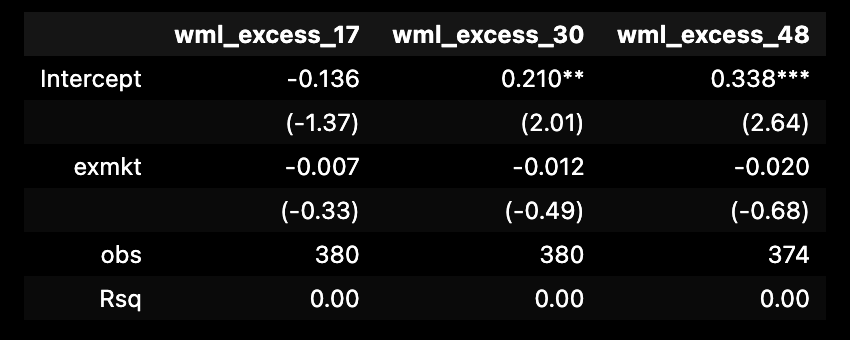 wml_excess_17 wml_excess_30 wml_excess_48
Intercept -0.136 0.210** 0.338***
(-1.37) (2.01) (2.64)
exmkt -0.007 -0.012 -0.020
(-0.33) (-0.49) (-0.68)
obs 380 380 374
Rsq 0.00 0.00 0.00